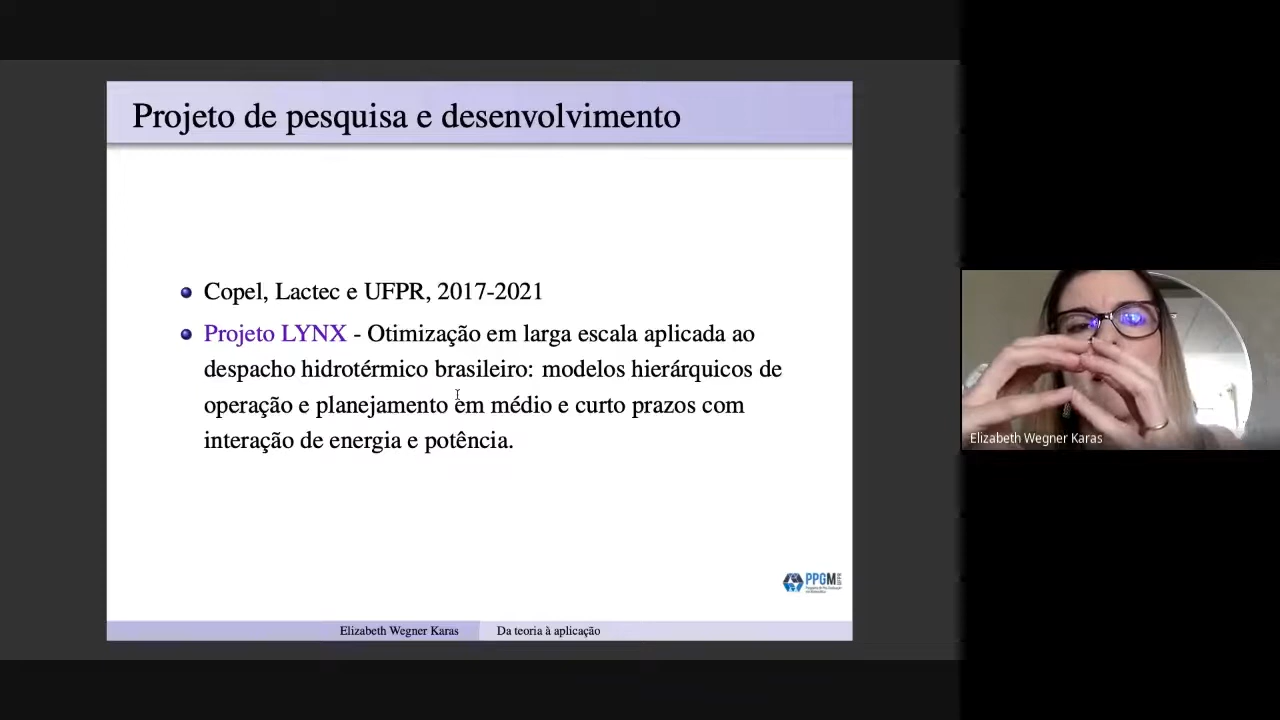 Projeto de pesquisa e desenvolvimento
Copel, Lactec e UFPR, 2017-2021
Projeto LYNX - Otimização em larga escala aplicada ao
despacho hidrotérmico brasileiro: modelos hierárquicos de
operação e planejamento em médio e curto prazos com
interação de energia e potência.
PPGM
UFPR
Elizabeth Wegner Karas
Da teoria à aplicação
Elizabeth Wegner Karas